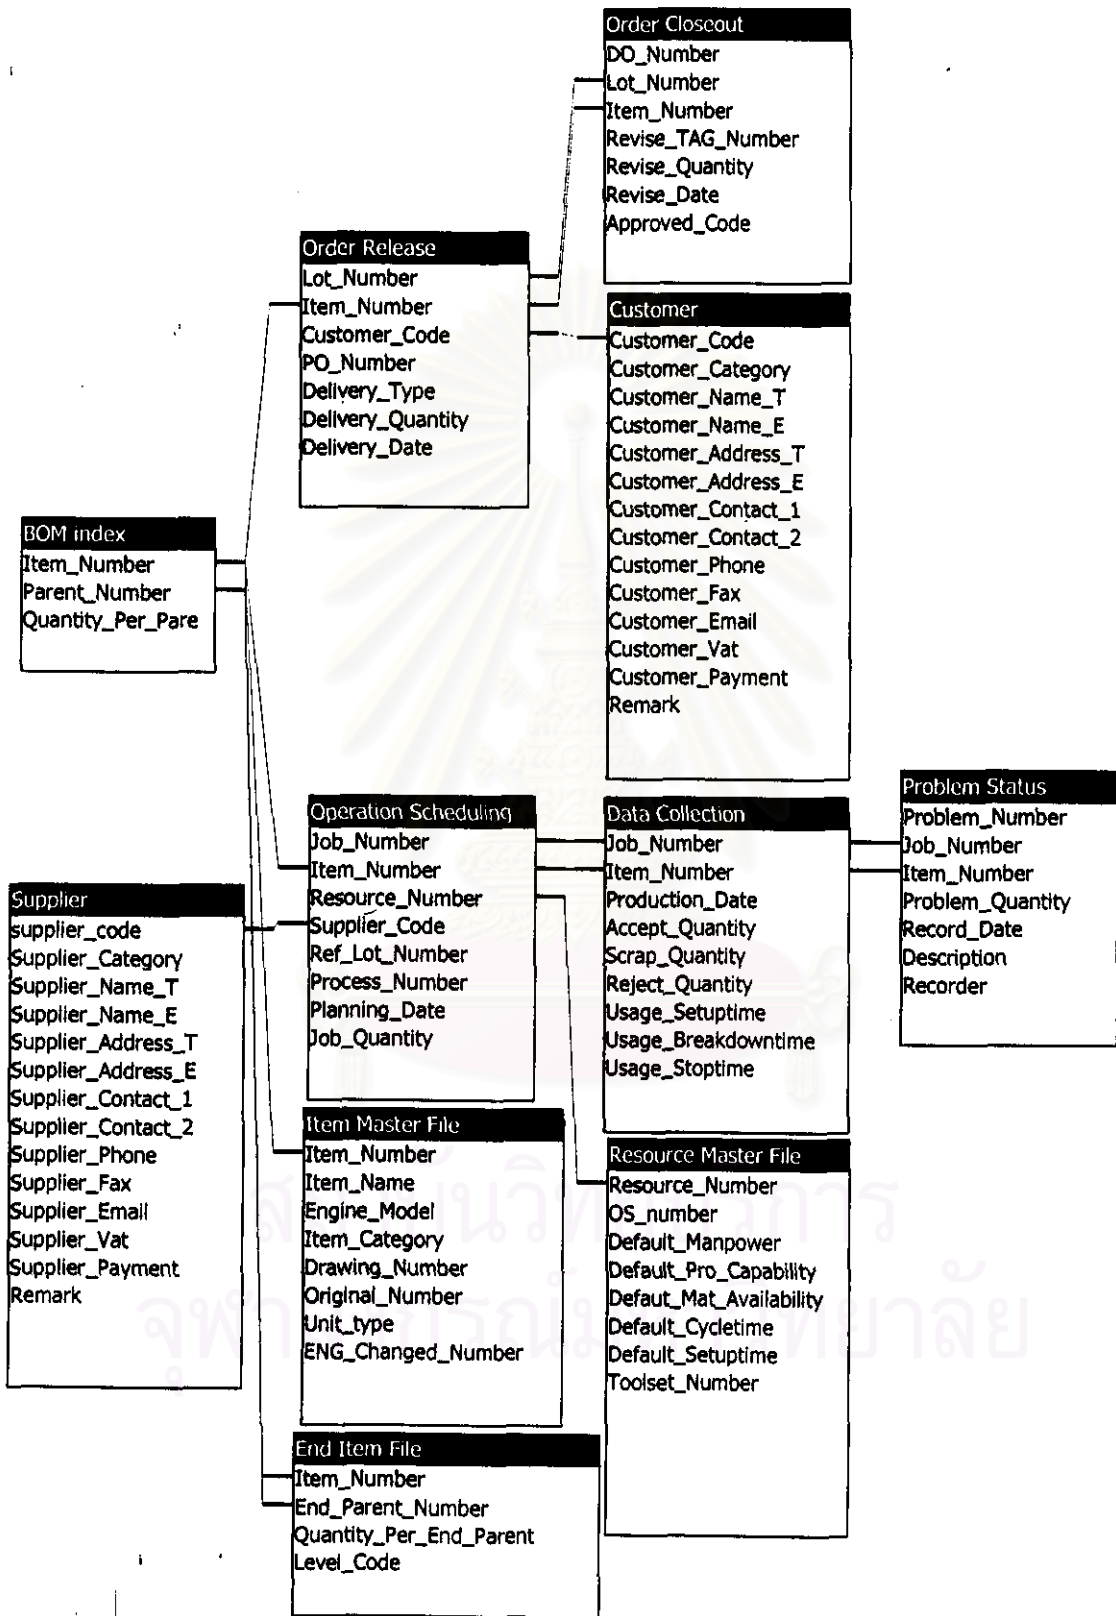 Order Closeout
DO_Number
Lot_Number
Item_Number
Revise_TAG_Number
Revise_Quantity
Revise_Date
Approved_Code
Order Release
Lot_Number
Item_Number
Customer_Code
PO_Number
Delivery_Type
Delivery_Quantity
Delivery_Date
Customer
Customer_Code
Customer_Category
Customer_Name_T
Customer_Name_E
Customer_Address_T
Customer_Address_E
Customer_Contact_1
Customer_Contact_2
Customer_Phone
Customer_Fax
Customer_Email
Customer_Vat
Customer_Payment
Remark
BOM index
Item_Number
Parent_Number
Quantity_Per_Pare
Operation Scheduling
Job_Number
Item_Number
Resource_Number
Supplier_Code
Ref_Lot_Number
Process_Number
Planning_Date
Job_Quantity
Data Collection
Job_Number
Item_Number
Production_Date
Accept_Quantity
Scrap_Quantity
Reject_Quantity
Usage_Setuptime
Usage_Breakdowntime
Usage_Stoptime
Problem Status
Problem_Number
Job_Number
Item_Number
Problem_Quantity
Record_Date
Description
Recorder
Supplier
supplier_code
Supplier_Category
Supplier_Name_T
Supplier_Name_E
Supplier_Address_T
Supplier_Address_E
Supplier_Contact_1
Supplier_Contact_2
Supplier_Phone
Supplier_Fax
Supplier_Email
Supplier_Vat
Supplier_Payment
Remark
Item Master File
Item_Number
Item_Name
Engine_Model
Item_Category
Drawing_Number
Original_Number
Unit_type
ENG_Changed_Number
Resource Master File
Resource_Number
OS_number
Default_Manpower
Default_Pro_Capability
Defaut_Mat_Availability
Default_Cycletime
Default_Setuptime
Toolset_Number
End Item File
Item_Number
End_Parent_Number
Quantity_Per_End_Parent
Level_Code